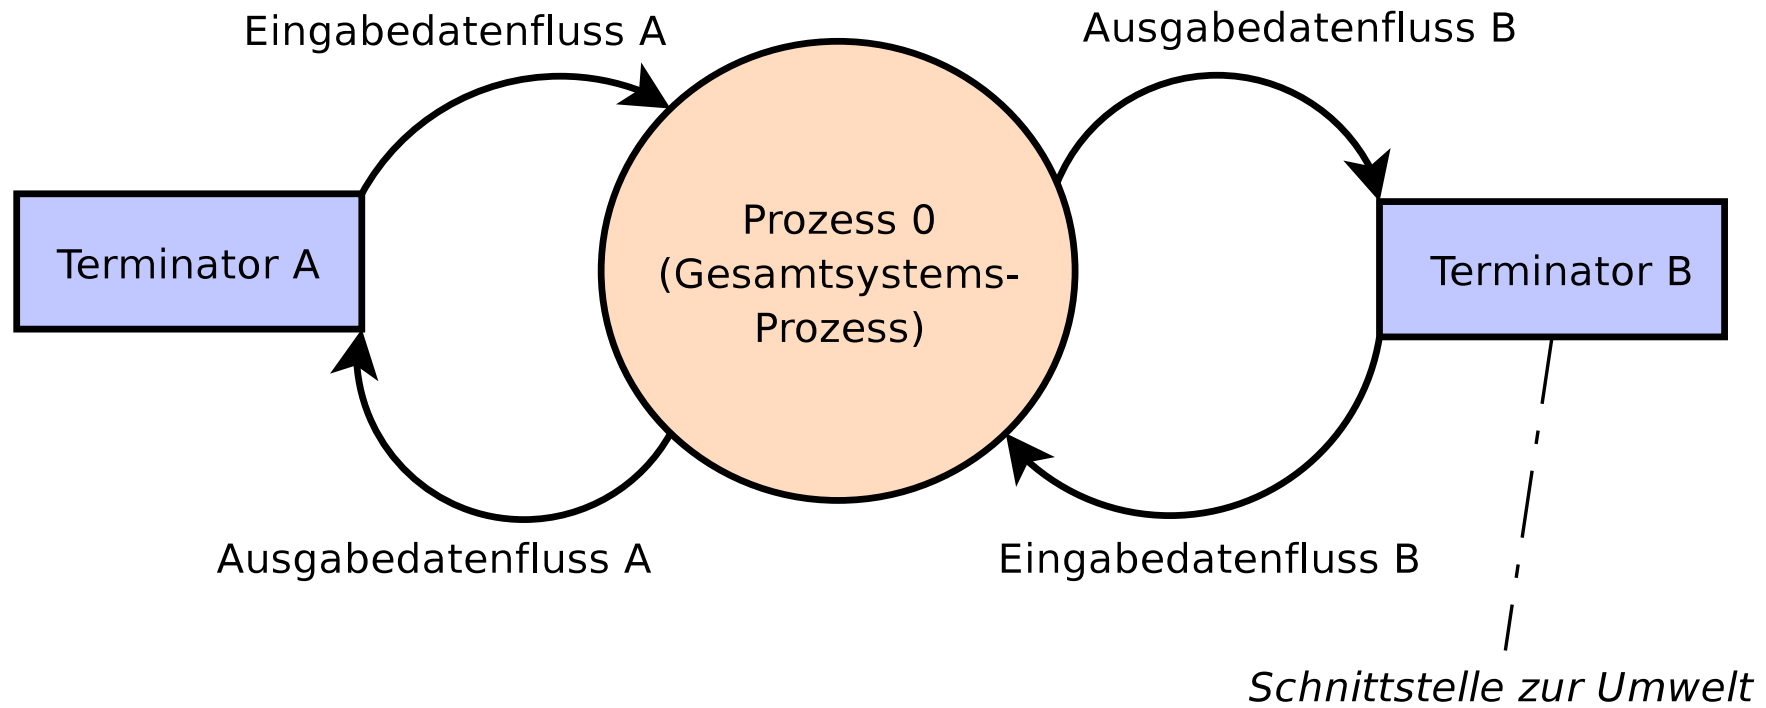 Eingabedatenfluss A
Ausgabedatenfluss B
Terminator A
Prozess 0
(Gesamtsystems-
Prozess)
Terminator B
Ausgabedatenfluss A
Eingabedatenfluss B
Schnittstelle zur Umwelt